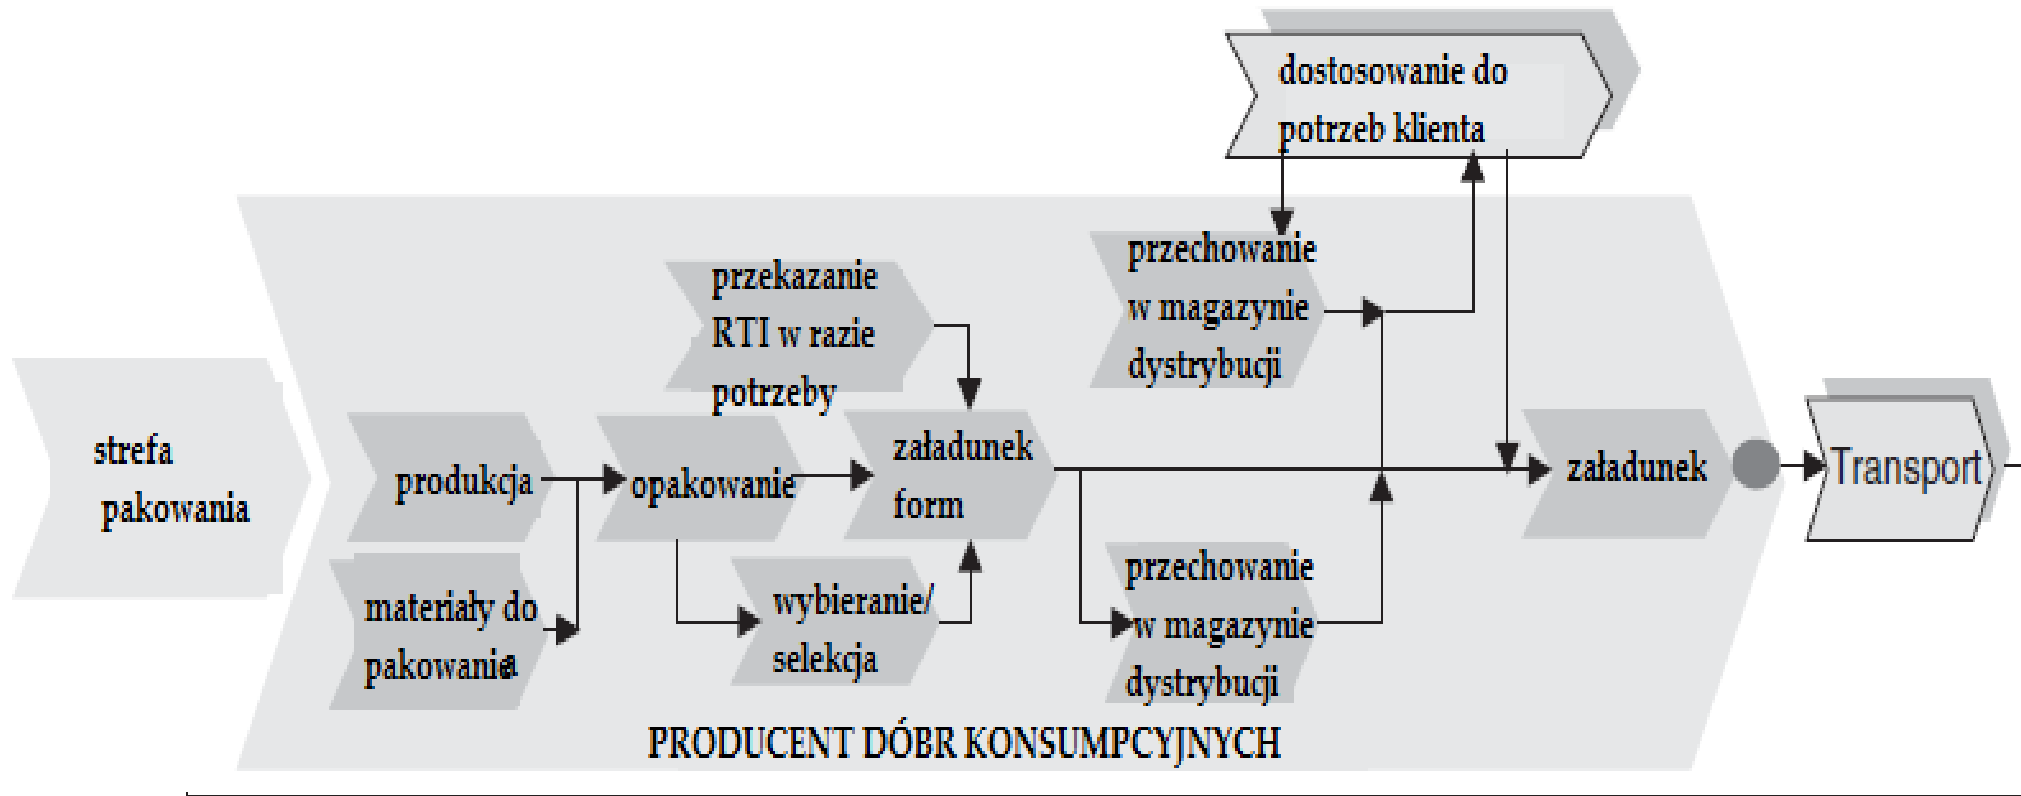 dostosowanie do
potrzeb klienta
przechowanie
w magazynie
dystrybucji
przekazanie
RTI w razie
potrzeby
strefa
pakowania
produkcja
opakowanie
załadunek
form
załadunek
Transport
materiały do
pakowania
wybieranie/
selekcja
przechowanie
w magazynie
dystrybucji
PRODUCENT DÓBR KONSUMPCYJNYCH